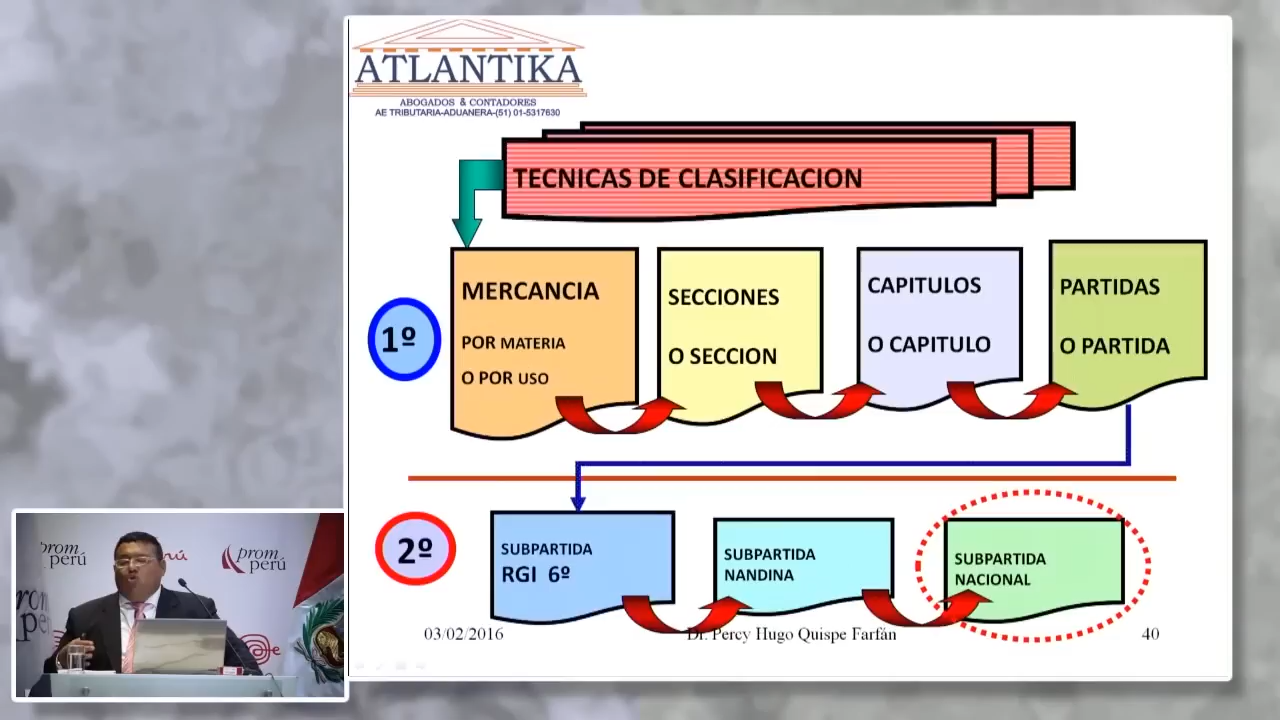 ATLANTIKA
ABOGADOS & CONTADORES
AE TRIBUTARIA-ADUANERA-(51) 01-5317630
TECNICAS DE CLASIFICACION
1º
MERCANCIA
POR MATERIA
O POR USO
SECCIONES
O SECCION
CAPITULOS
O CAPITULO
PARTIDAS
O PARTIDA
2º
SUBPARTIDA
RGI 6º
SUBPARTIDA
NANDINA
SUBPARTIDA
NACIONAL
03/02/2016
Dr. Percy Hugo Quispe Farfán
40
prom
perú